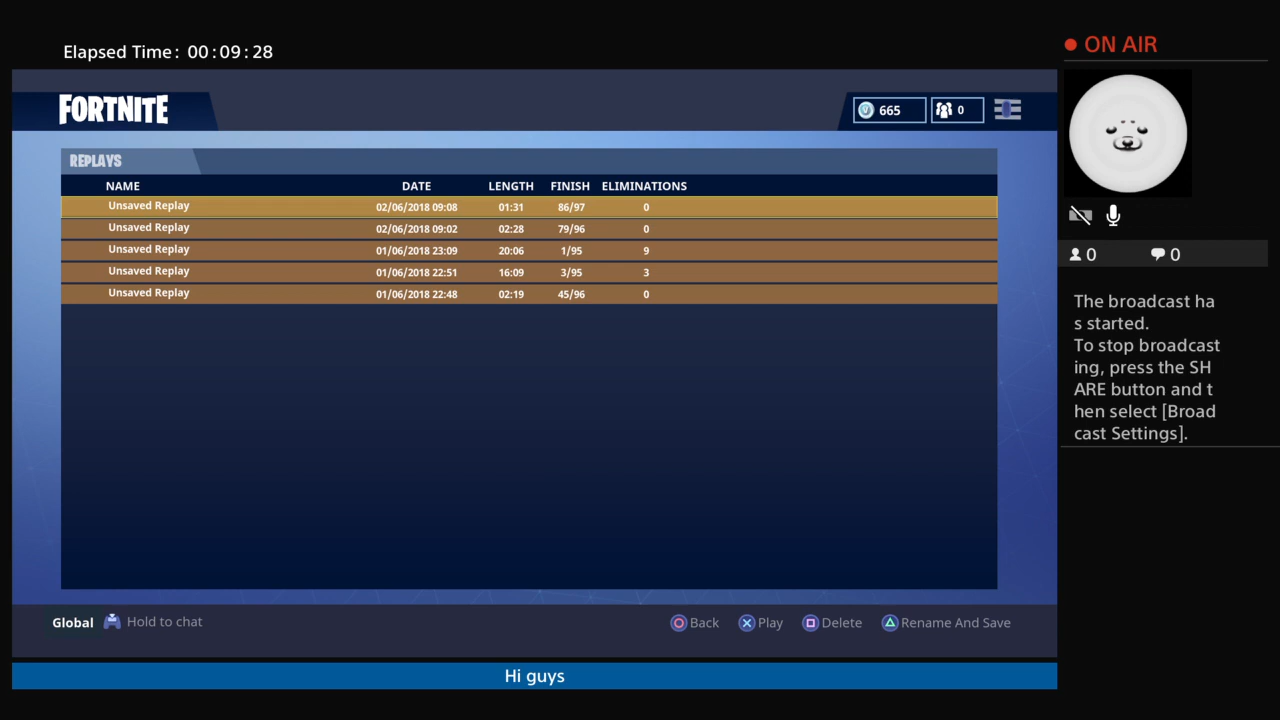 Elapsed Time: 00:09:28
ON AIR
FORTNITE
665
0
REPLAYS
NAME DATE LENGTH FINISH ELIMINATIONS
Unsaved Replay 02/06/2018 09:08 01:31 86/97 0
Unsaved Replay 02/06/2018 09:02 02:28 79/96 0
Unsaved Replay 01/06/2018 23:09 20:06 1/95 9
Unsaved Replay 01/06/2018 22:51 16:09 3/95 3
Unsaved Replay 01/06/2018 22:48 02:19 45/96 0
0 0
The broadcast ha
s started.
To stop broadcast
ing, press the SH
ARE button and t
hen select [Broad
cast Settings].
Global Hold to chat Back Play Delete Rename And Save
Hi guys